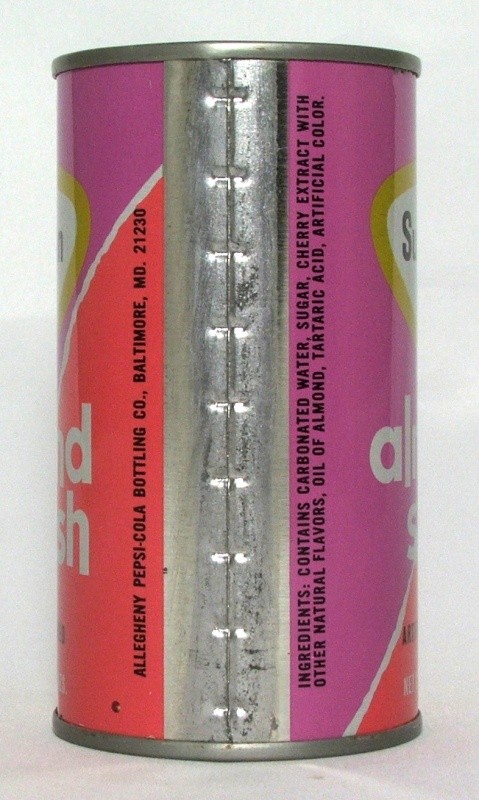 ALLEGHENY PEPSI-COLA BOTTLING CO., BALTIMORE, MD. 21230
INGREDIENTS: CONTAINS CARBONATED WATER, SUGAR, CHERRY EXTRACT WITH
OTHER NATURAL FLAVORS, OIL OF ALMOND, TARTARIC ACID, ARTIFICIAL COLOR.